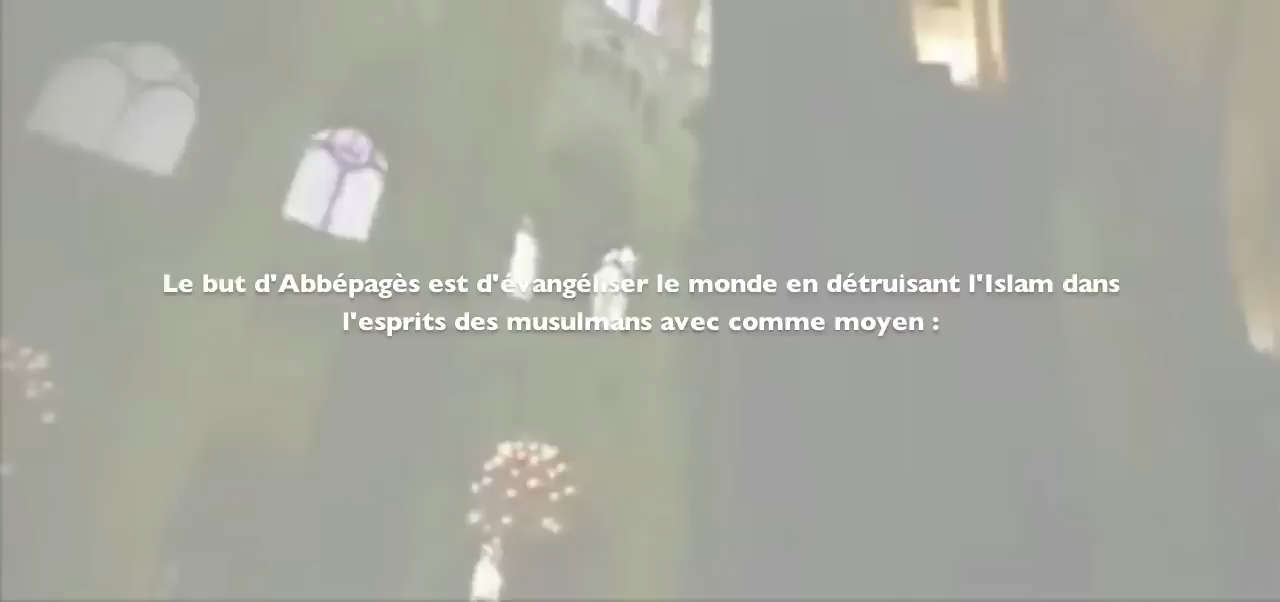 Le but d'Abbépagès est d'évangéliser le monde en détruisant l'Islam dans
l'esprits des musulmans avec comme moyen :